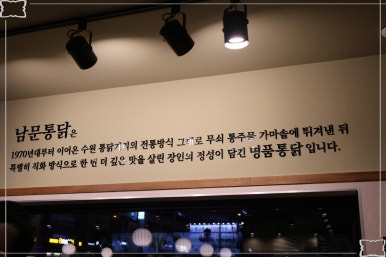 남문통닭은
1970년대부터 이어온 수원 통닭거리의 전통방식 그대로 무쇠 통주물 가마솥에 튀겨낸 뒤
특별히 직화 방식으로 한 번 더 깊은 맛을 살린 장인의 정성이 담긴 명품통닭입니다.